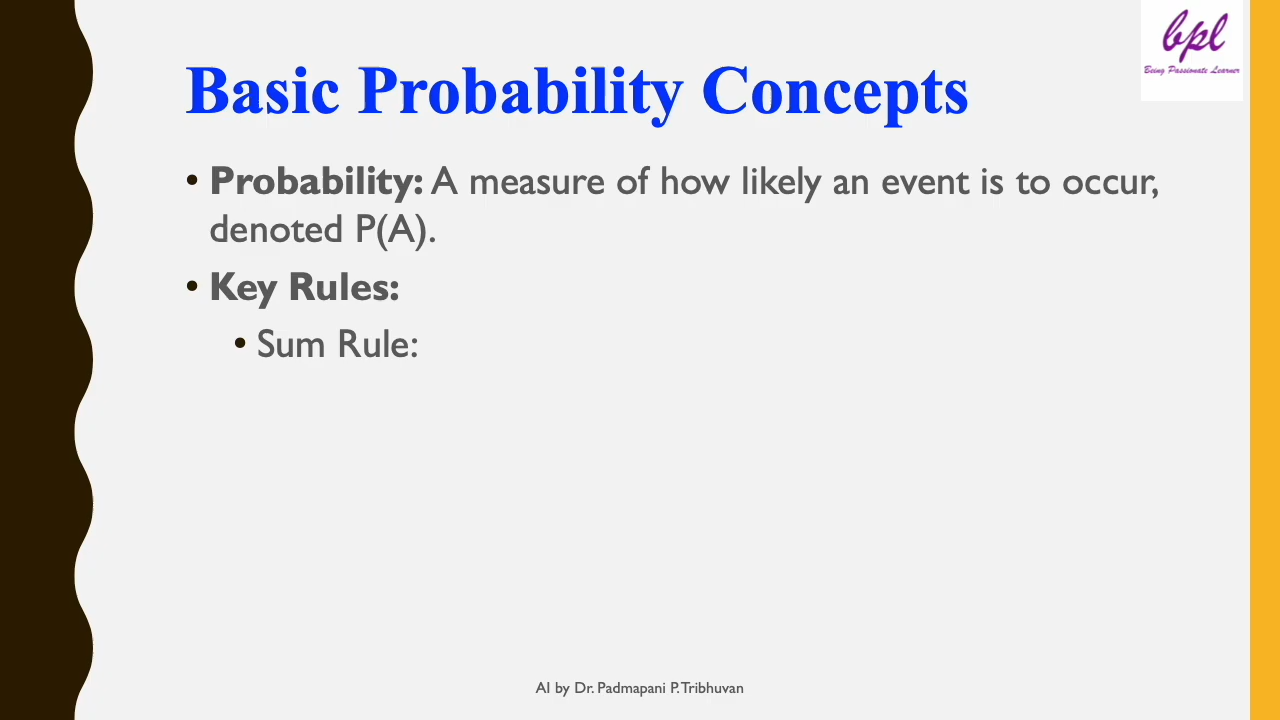 bpl
Being Passionate Learner
Basic Probability Concepts
• Probability: A measure of how likely an event is to occur,
denoted P(A).
• Key Rules:
• Sum Rule:
AI by Dr. Padmapani P. Tribhuvan